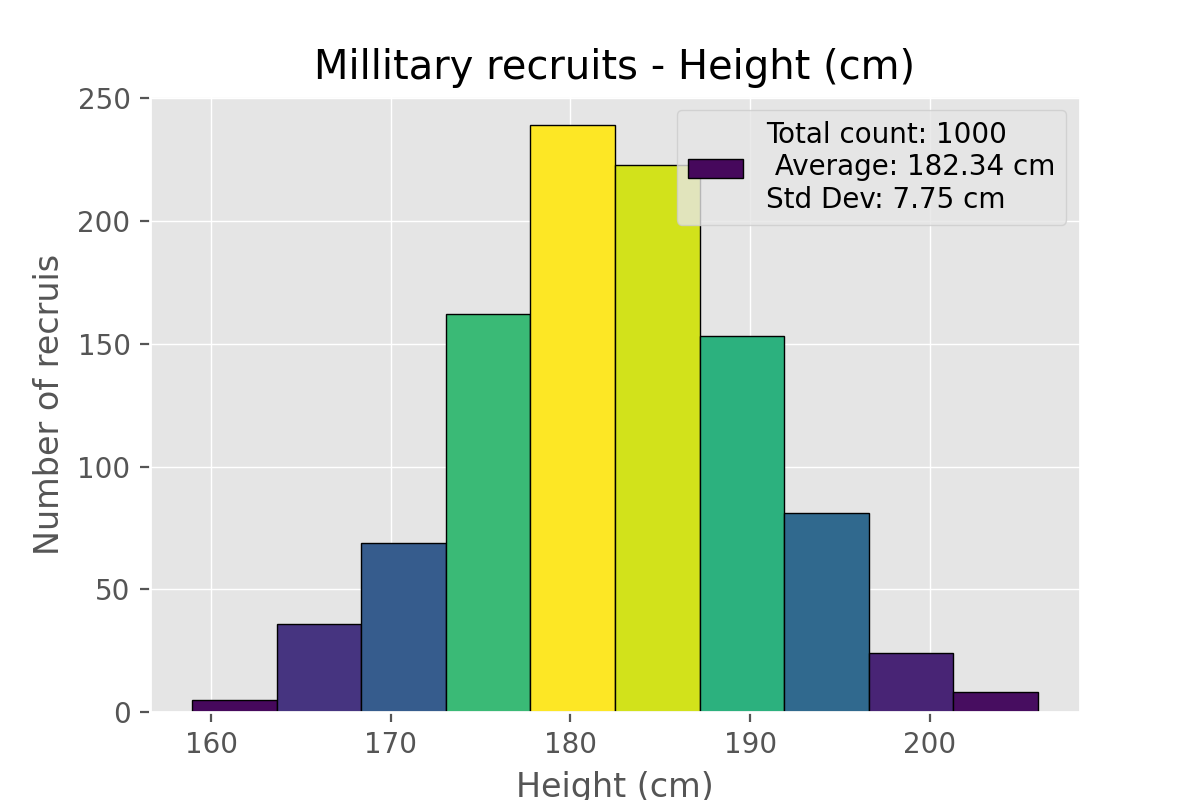 Millitary recruits - Height (cm)
Total count: 1000
Average: 182.34 cm
Std Dev: 7.75 cm
Number of recruis
250
200
150
100
50
0
160 170 180 190 200
Height (cm)